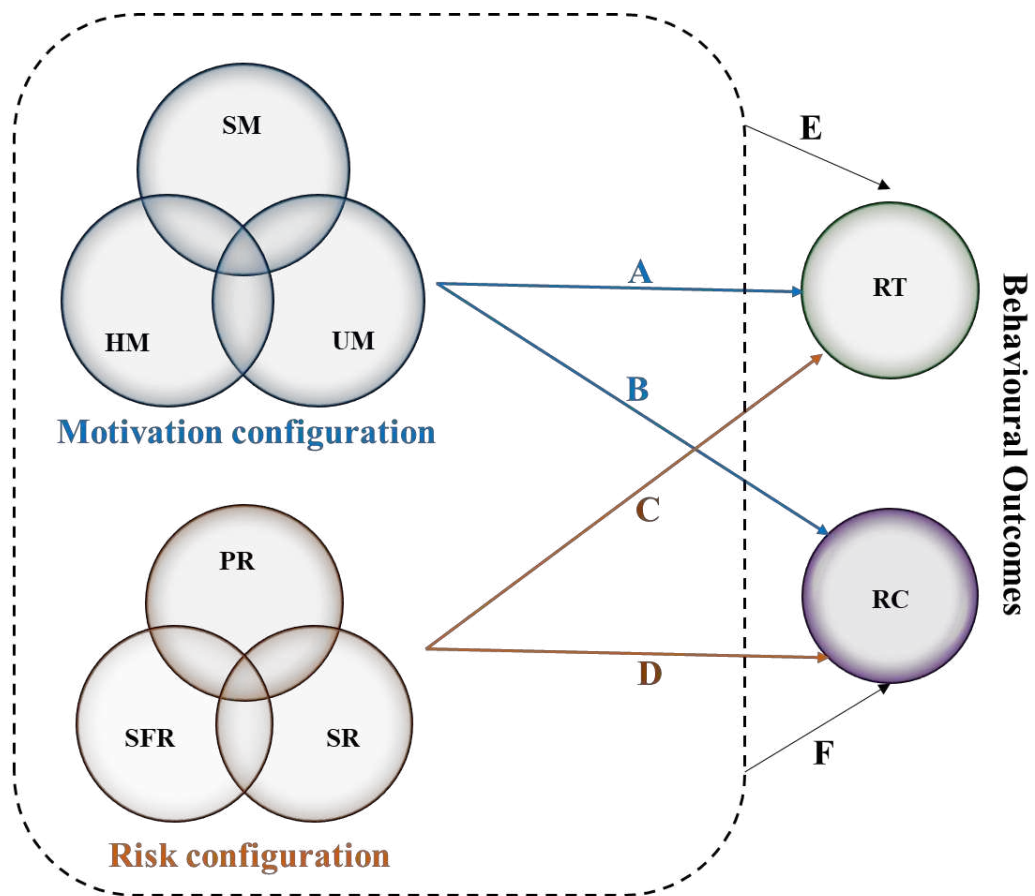 SM
HM
UM
Motivation configuration
PR
SFR
SR
Risk configuration
A
B
C
D
E
F
RT
RC
Behavioural Outcomes